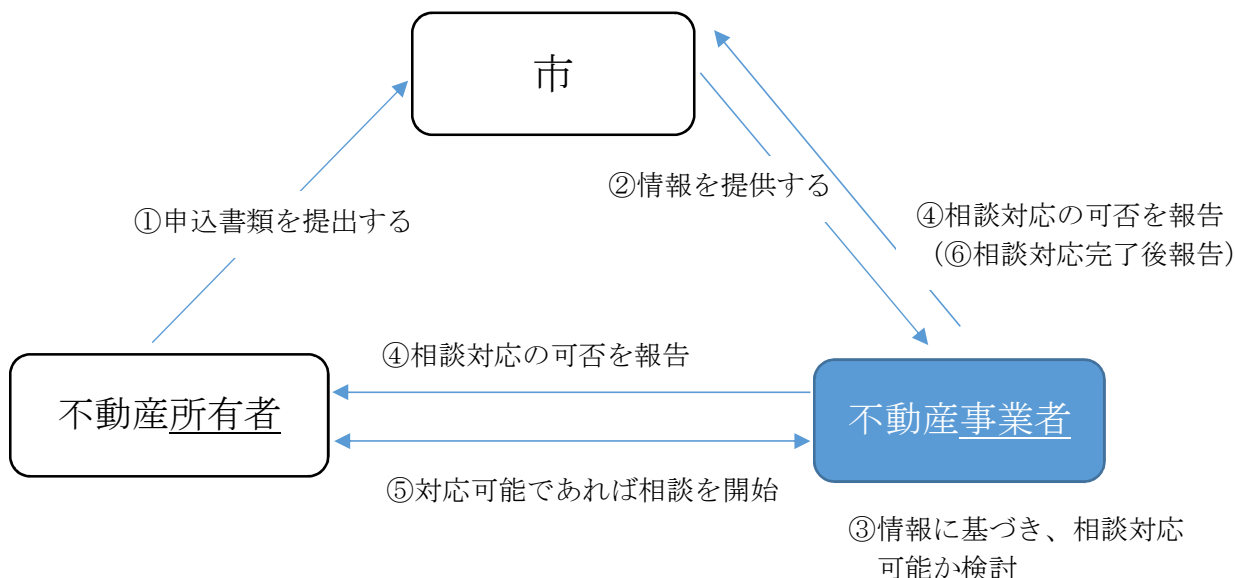 市
②情報を提供する
①申込書類を提出する
④相談対応の可否を報告
（⑥相談対応完了後報告）
④相談対応の可否を報告
不動産所有者
不動産事業者
⑤対応可能であれば相談を開始
③情報に基づき、相談対応
可能か検討